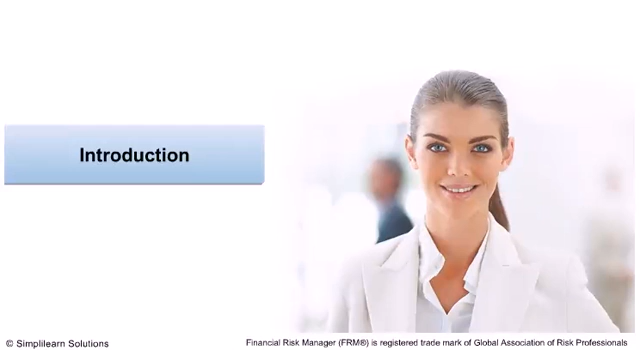 Introduction
© Simplilearn Solutions
Financial Risk Manager (FRM®) is registered trade mark of Global Association of Risk Professionals